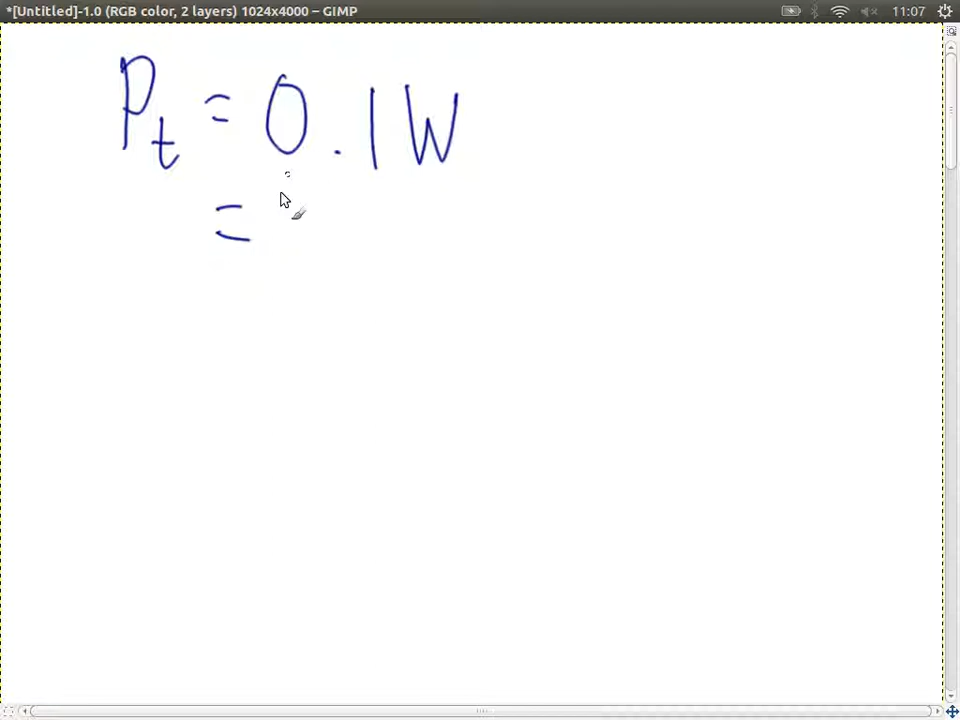 *[Untitled]-1.0 (RGB color, 2 layers) 1024x4000 – GIMP 11:07
Pt = 0.1W
=